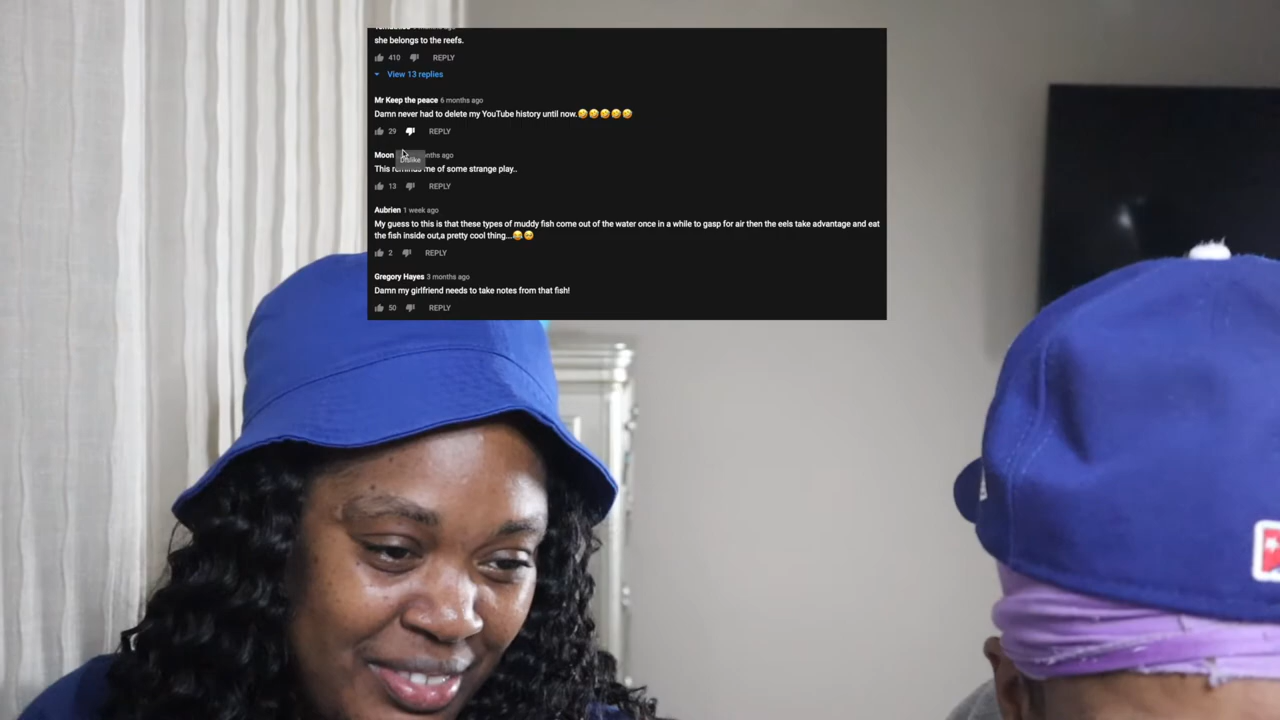 she belongs to the reefs.
410 REPLY
View 13 replies
Mr Keep the peace 6 months ago
Damn never had to delete my YouTube history until now.🤣🤣🤣🤣🤣
29 REPLY
Moon nths ago
Dislike
This reminds me of some strange play..
13 REPLY
Aubrien 1 week ago
My guess to this is that these types of muddy fish come out of the water once in a while to gasp for air then the eels take advantage and eat
the fish inside out,a pretty cool thing...😂😊
2 REPLY
Gregory Hayes 3 months ago
Damn my girlfriend needs to take notes from that fish!
50 REPLY